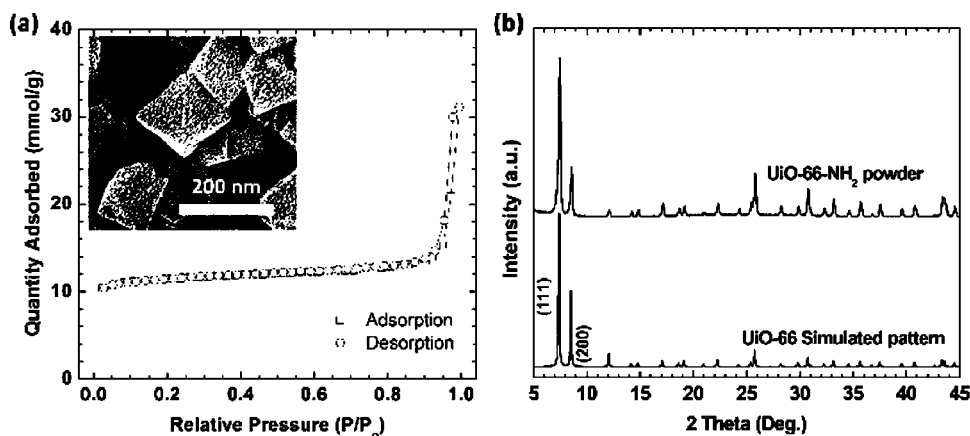 (a)
40
30
20
10
0
Quantity Adsorbed (mmol/g)
200 nm
Adsorption
Desorption
0.0 0.2 0.4 0.6 0.8 1.0
Relative Pressure (P/P₀)
(b)
Intensity (a.u.)
UiO-66-NH₂ powder
(111)
(200)
UiO-66 Simulated pattern
5 10 15 20 25 30 35 40 45
2 Theta (Deg.)